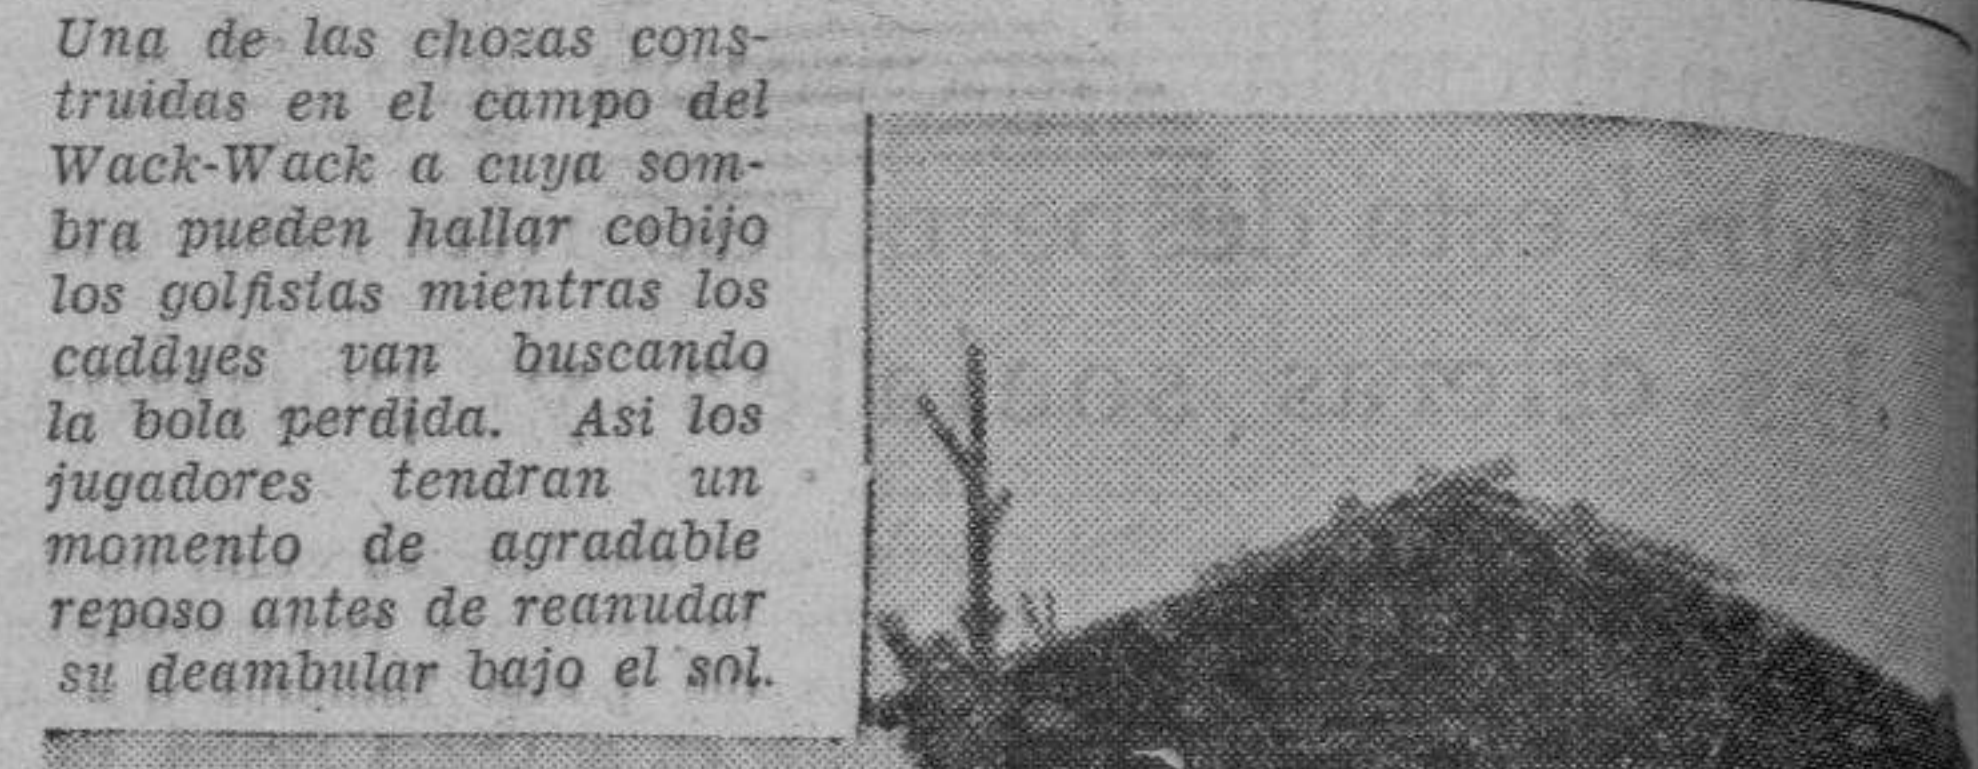 Una de las chozas cons-
truidas en el campo del
Wack-Wack a cuya som-
bra pueden hallar cobijo
los golfistas mientras los
caddyes van buscando
la bola perdida. Asi los
jugadores tendran un
momento de agradable
reposo antes de reanudar
su deambular bajo el sol.